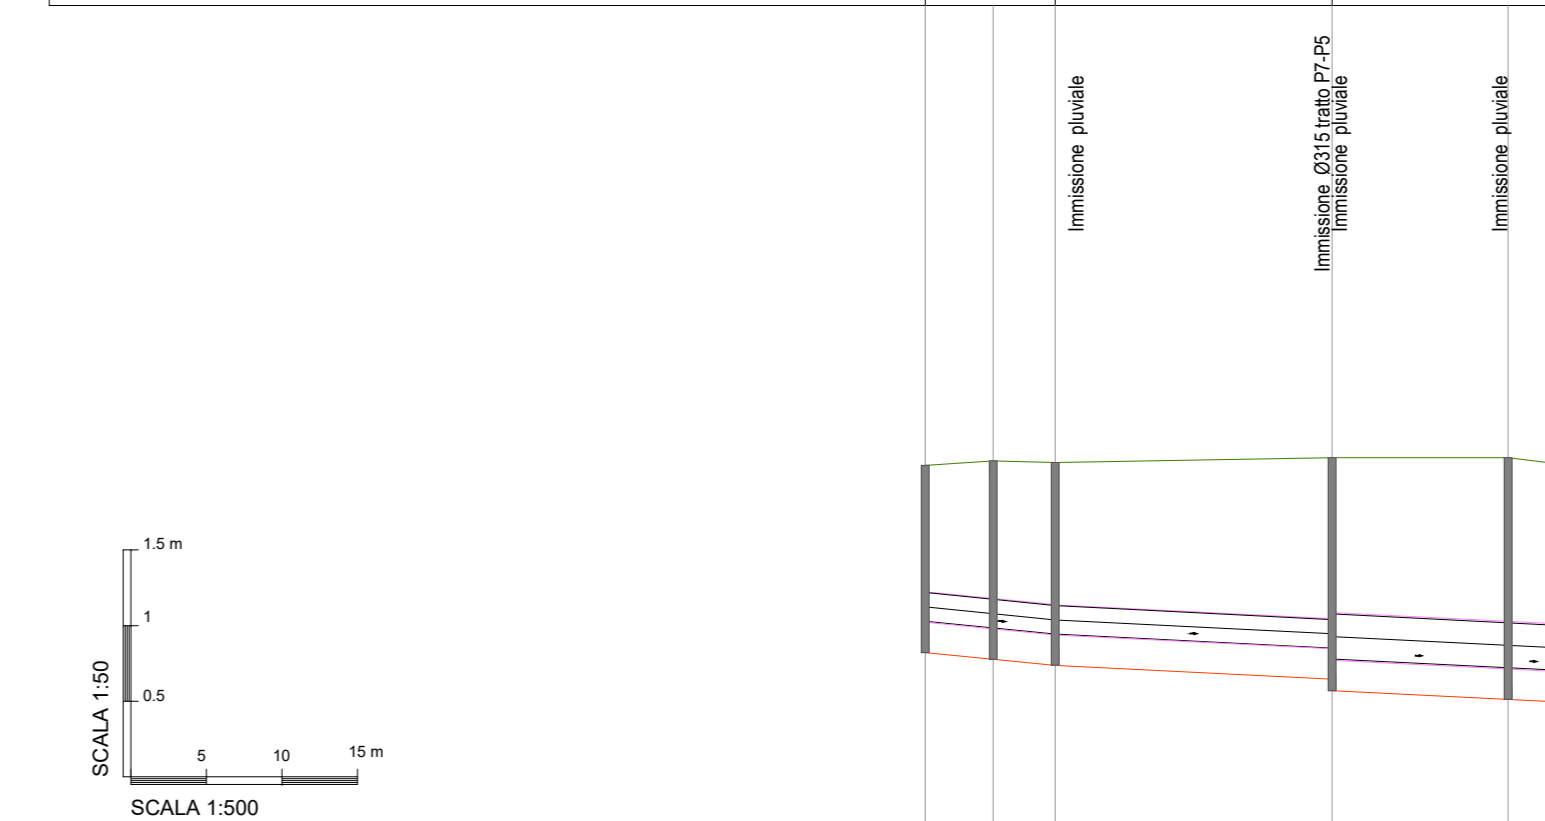 Immissione pluviale
Immissione Ø315 tratto P7-P5
Immissione pluviale
Immissione pluviale
1.5 m
1
0.5
SCALA 1:50
5 10 15 m
SCALA 1:500